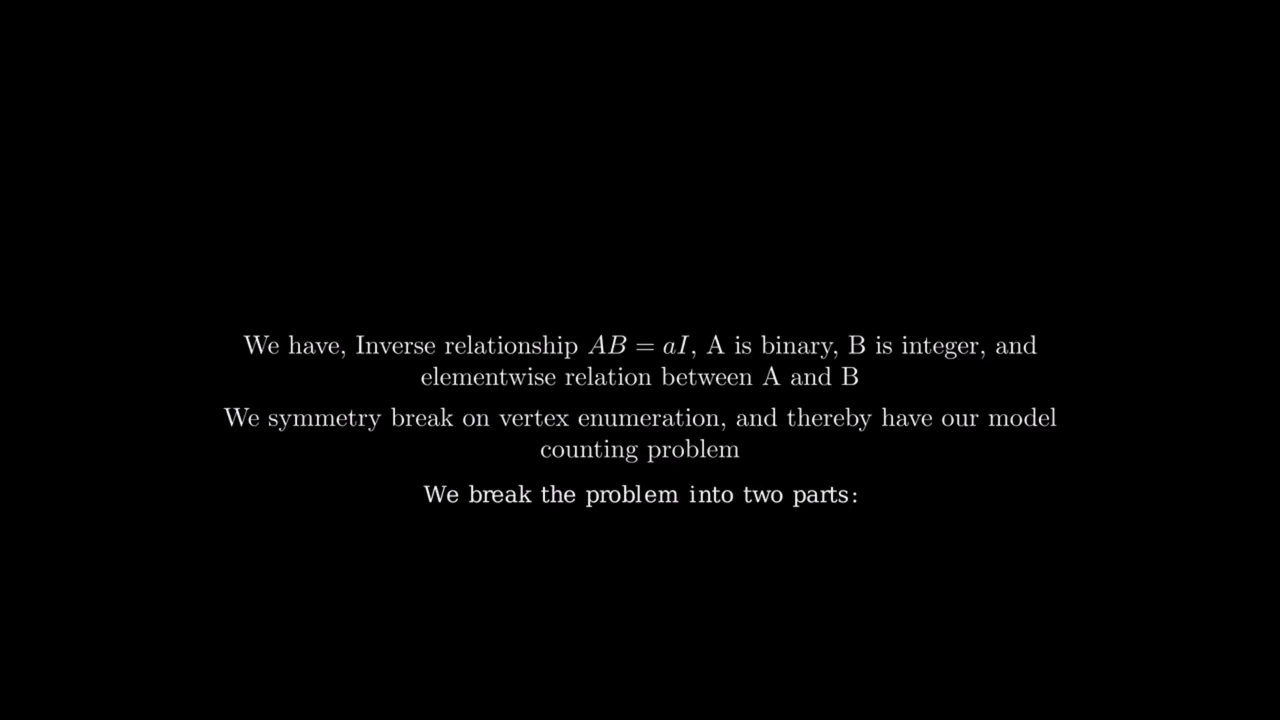 We have, Inverse relationship AB = aI, A is binary, B is integer, and
elementwise relation between A and B
We symmetry break on vertex enumeration, and thereby have our model
counting problem
We break the problem into two parts: